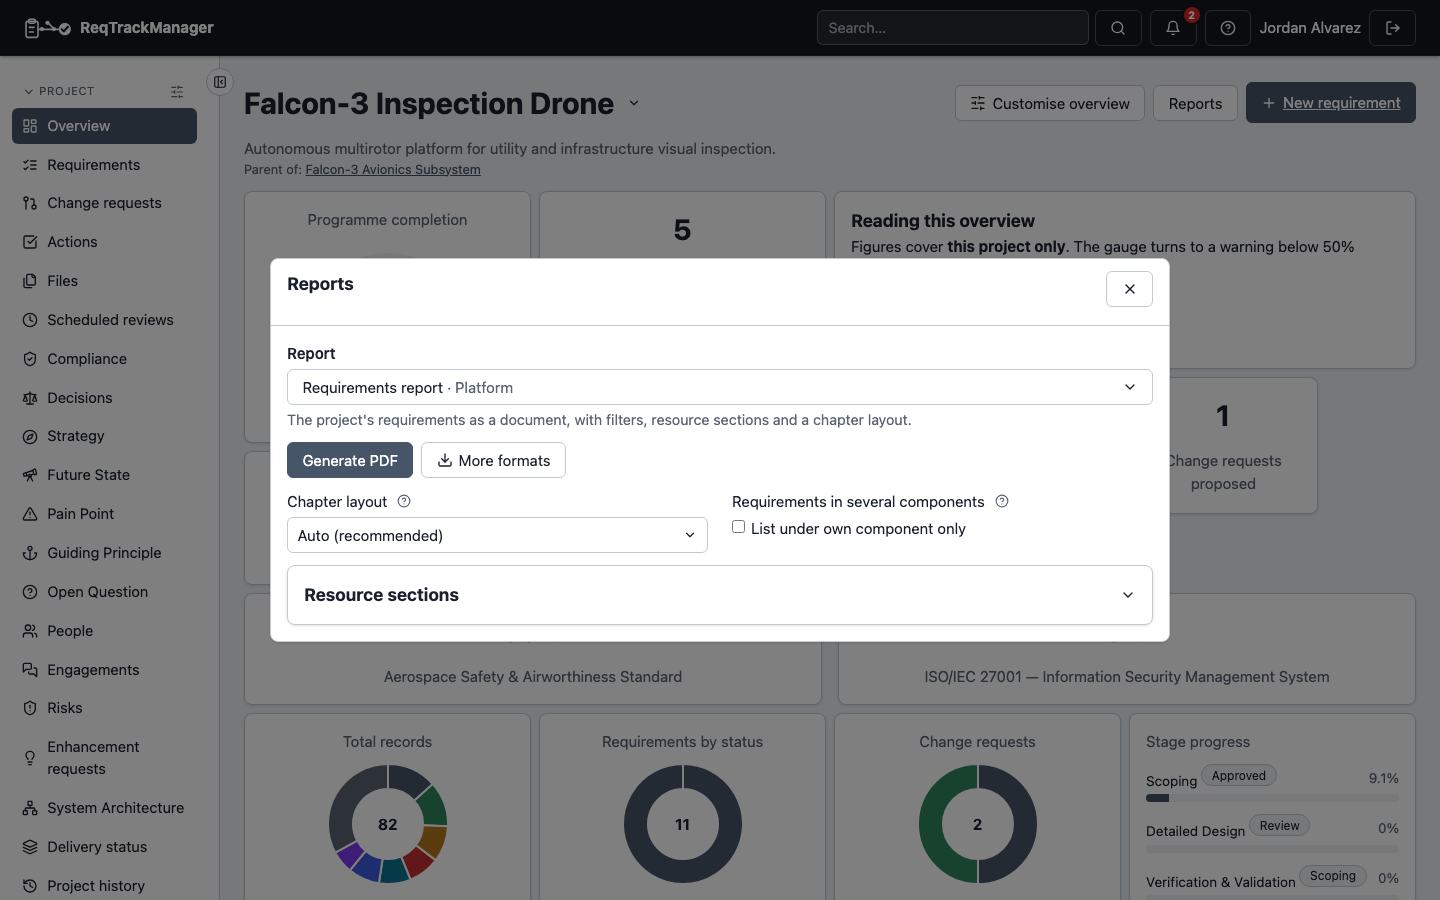 ReqTrackManager
Search...
2
Jordan Alvarez
PROJECT
Overview
Requirements
Change requests
Actions
Files
Scheduled reviews
Compliance
Decisions
Strategy
Future State
Pain Point
Guiding Principle
Open Question
People
Engagements
Risks
Enhancement
requests
System Architecture
Delivery status
Project history
Falcon-3 Inspection Drone
Customise overview
Reports
New requirement
Autonomous multirotor platform for utility and infrastructure visual inspection.
Parent of: Falcon-3 Avionics Subsystem
Programme completion
5
Reading this overview
Figures cover this project only. The gauge turns to a warning below 50%
Reports
Report
Requirements report · Platform
The project's requirements as a document, with filters, resource sections and a chapter layout.
Generate PDF
More formats
Chapter layout
Auto (recommended)
Requirements in several components
List under own component only
Resource sections
1
Change requests
proposed
Aerospace Safety & Airworthiness Standard
ISO/IEC 27001 — Information Security Management System
Total records
82
Requirements by status
11
Change requests
2
Stage progress
Scoping Approved 9.1%
Detailed Design Review 0%
Verification & Validation Scoping 0%